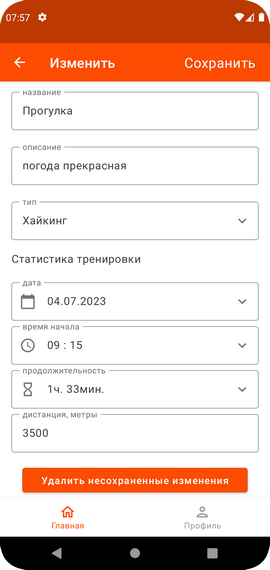 07:57
Изменить
Сохранить
название
Прогулка
описание
погода прекрасная
тип
Хайкинг
Статистика тренировки
дата
04.07.2023
время начала
09 : 15
продолжительность
1ч. 33мин.
дистанция, метры
3500
Удалить несохраненные изменения
Главная
Профиль